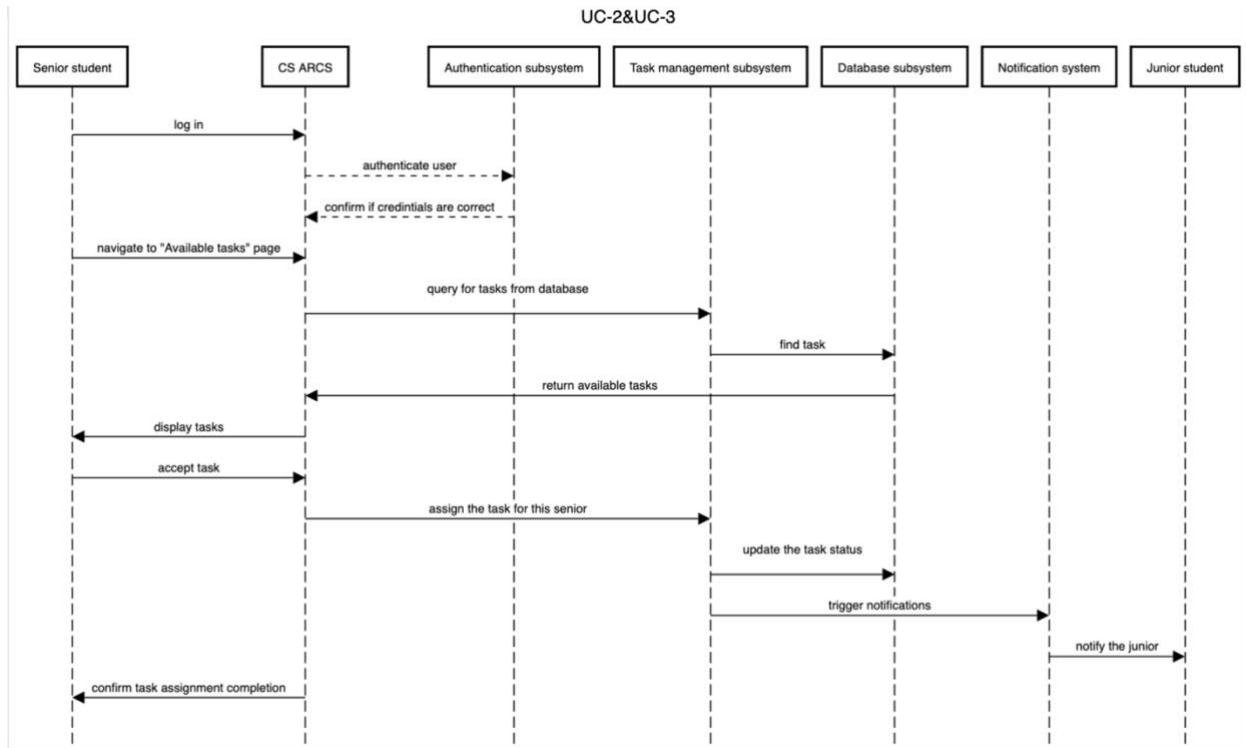 UC-2&UC-3
Senior student
CS ARCS
Authentication subsystem
Task management subsystem
Database subsystem
Notification system
Junior student
log in
authenticate user
confirm if credintials are correct
navigate to "Available tasks" page
query for tasks from database
find task
return available tasks
display tasks
accept task
assign the task for this senior
update the task status
trigger notifications
notify the junior
confirm task assignment completion